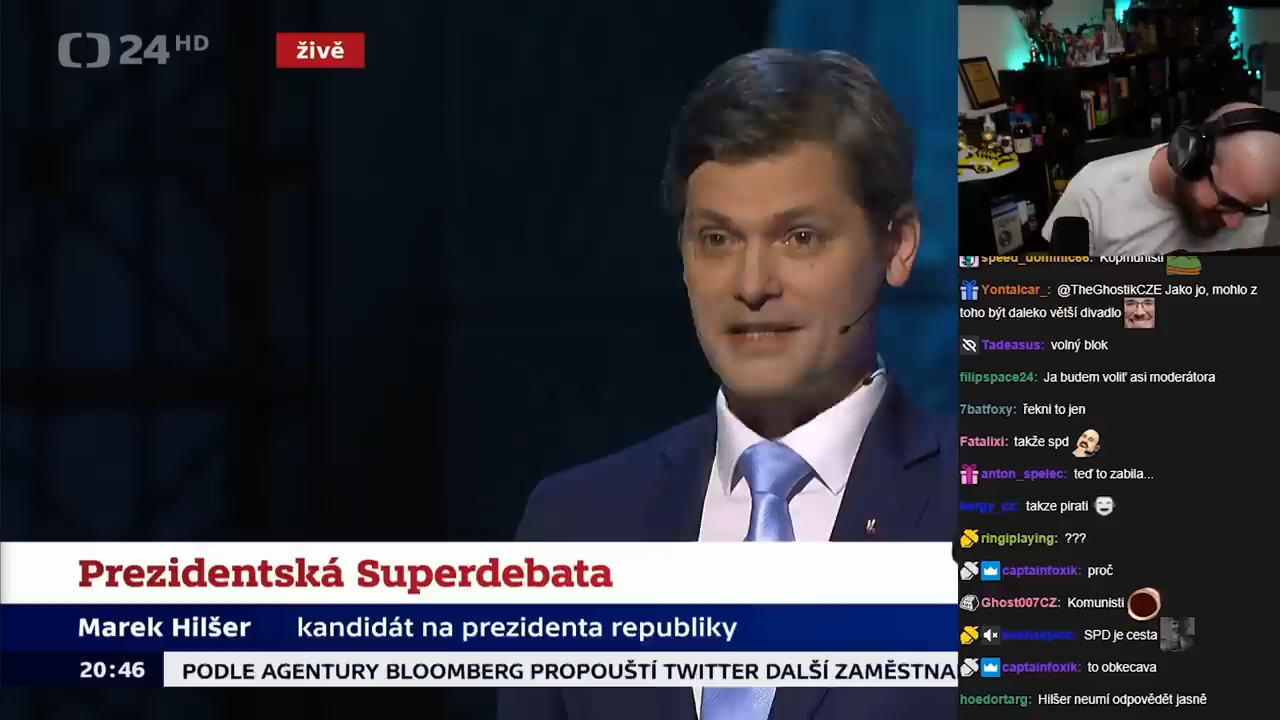 24 HD
živě
Prezidentská Superdebata
Marek Hilšer kandidát na prezidenta republiky
20:46 PODLE AGENTURY BLOOMBERG PROPOUŠTÍ TWITTER DALŠÍ ZAMĚSTNA
speed_dominic66: Kopmunisti
Yontalcar_: @TheGhostikCZE Jako jo, mohlo z
toho být daleko větší divadlo
Tadeasus: volný blok
filipspace24: Ja budem voliť asi moderátora
7batfoxy: řekni to jen
Fatalixi: takže spd
anton_spelec: teď to zabila...
bergy_cz: takze pirati
ringiplaying: ???
captainfoxik: proč
Ghost007CZ: Komunisti
SPD je cesta
captainfoxik: to obkecava
hoedortarg: Hilšer neumí odpovědět jasně